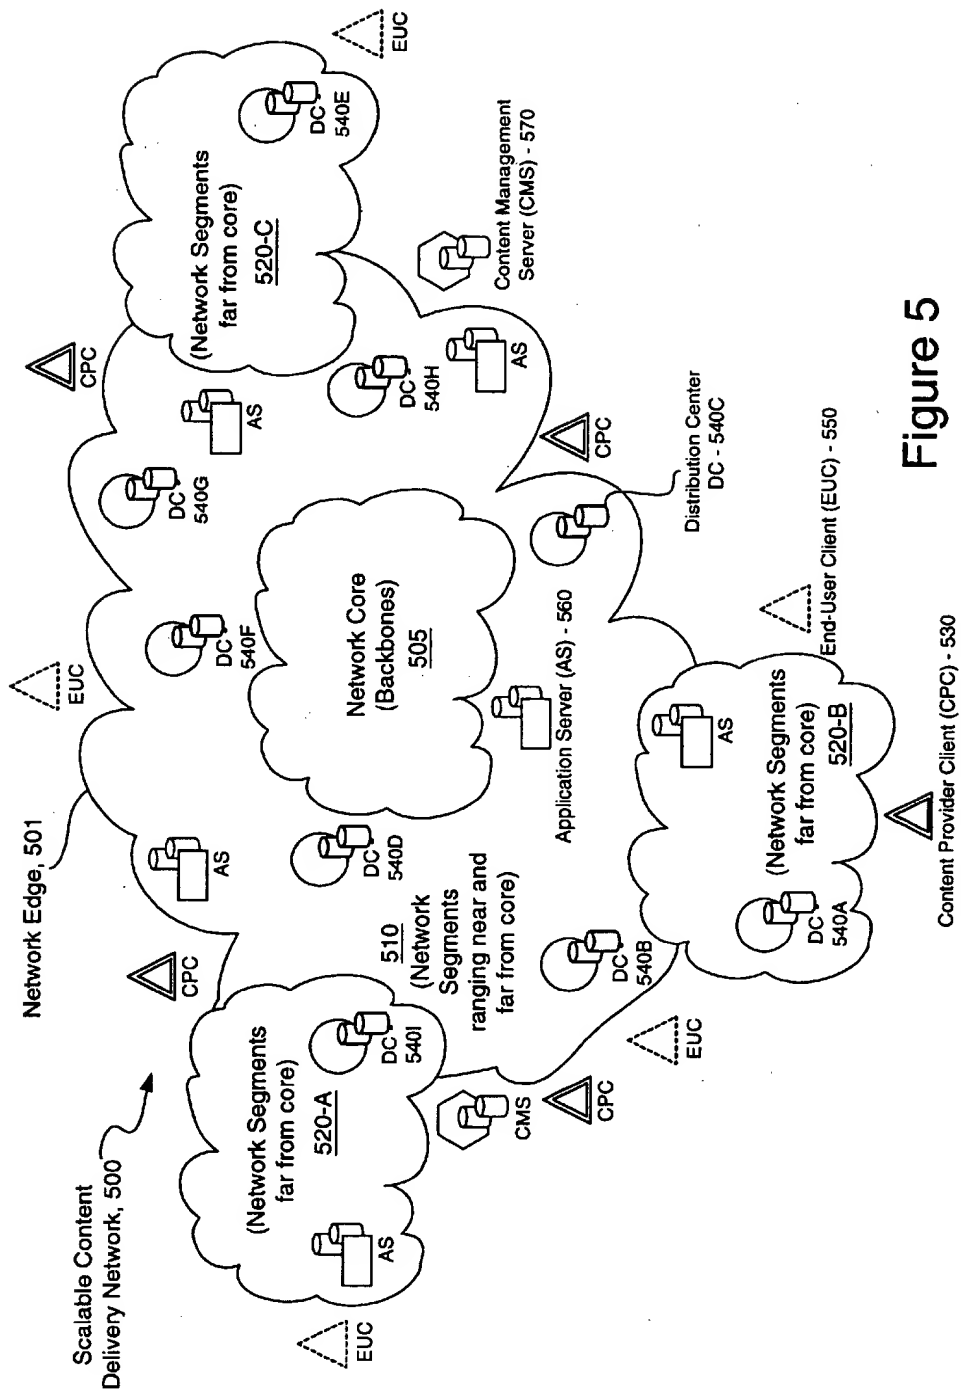 Scalable Content
Delivery Network, 500
Network Edge, 501
EUC
CPC
CPC
EUC
AS
DC
540G
AS
DC
540F
(Network Segments
far from core)
520-C
DC
540E
EUC
(Network Segments
far from core)
520-A
DC
540I
AS
EUC
DC
540D
Network Core
(Backbones)
505
DC
540H
AS
510
(Network
Segments
ranging near and
far from core)
CMS
CPC
Application Server (AS) - 560
Content Management
Server (CMS) - 570
CPC
DC
540B
EUC
Distribution Center
DC - 540C
AS
(Network Segments
far from core)
520-B
DC
540A
End-User Client (EUC) - 550
Content Provider Client (CPC) - 530
Figure 5